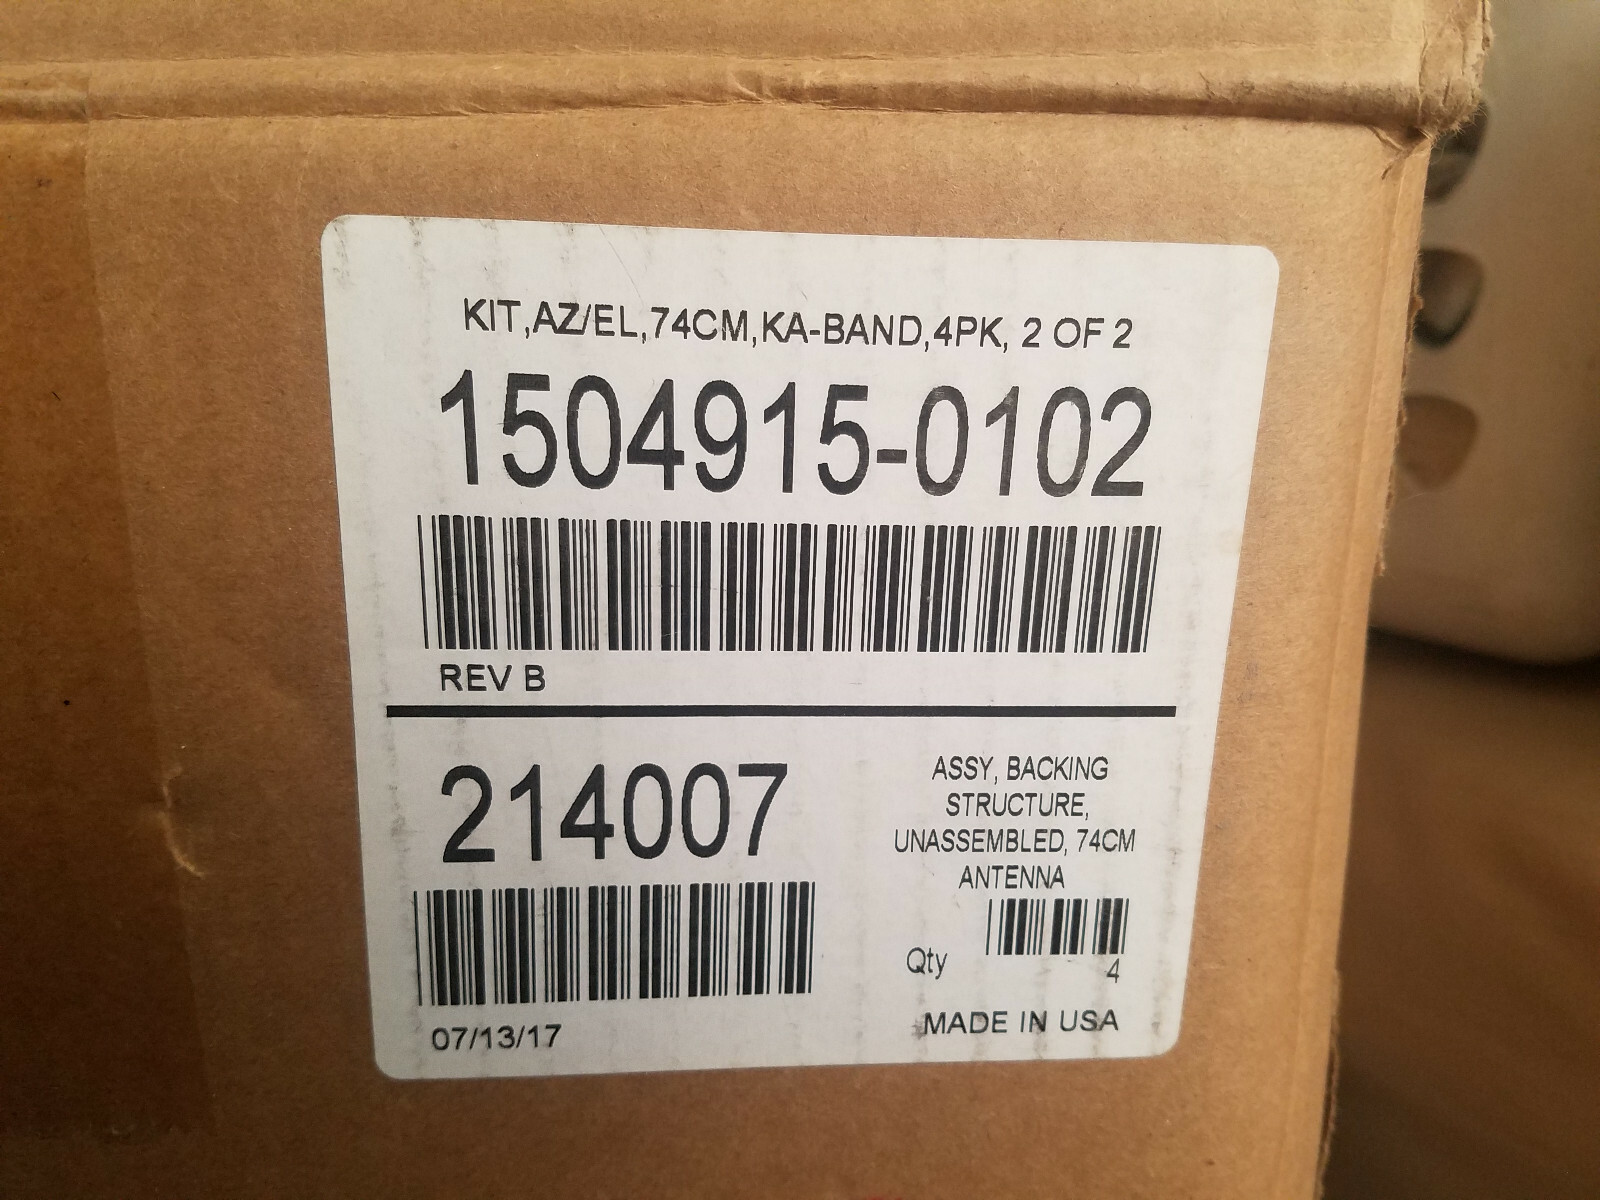 KIT,AZ/EL,74CM,KA-BAND,4PK, 2 OF 2
1504915-0102
REV B
214007
ASSY, BACKING
STRUCTURE,
UNASSEMBLED, 74CM
ANTENNA
Qty
4
07/13/17
MADE IN USA